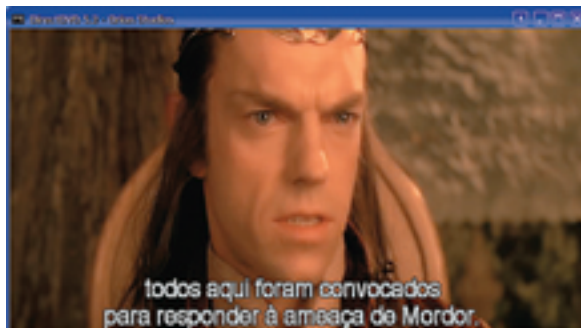 todos aqui foram convocados
para responder à ameaça de Mordor.